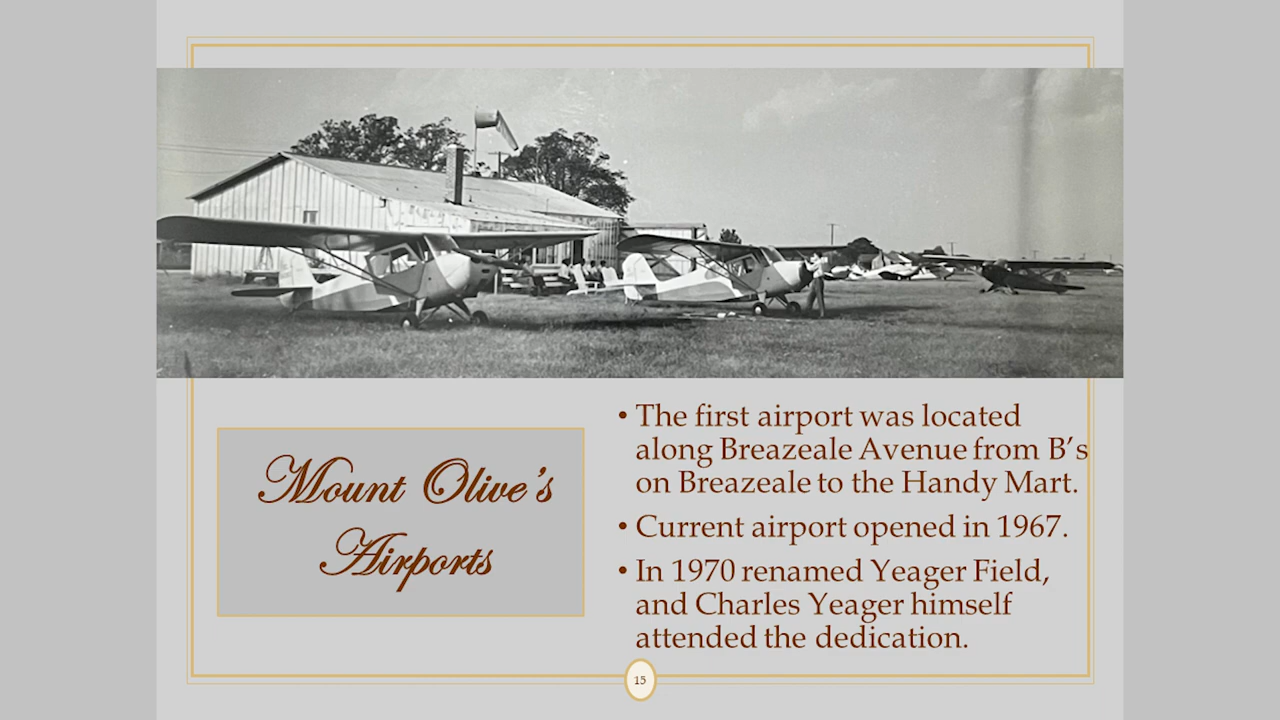 Mount Olive's
Airports
• The first airport was located
along Breazeale Avenue from B's
on Breazeale to the Handy Mart.
• Current airport opened in 1967.
• In 1970 renamed Yeager Field,
and Charles Yeager himself
attended the dedication.
15